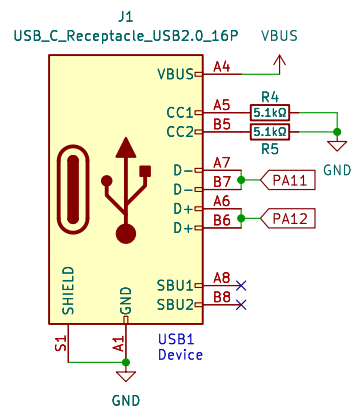 J1
USB_C_Receptacle_USB2.0_16P
VBUS
VBUS A4
CC1 A5 R4 5.1kΩ
CC2 B5 5.1kΩ R5
GND
D- A7
D- B7 PA11
D+ A6
D+ B6 PA12
SBU1 A8
SBU2 B8
SHIELD GND
S1 A1
USB1
Device
GND